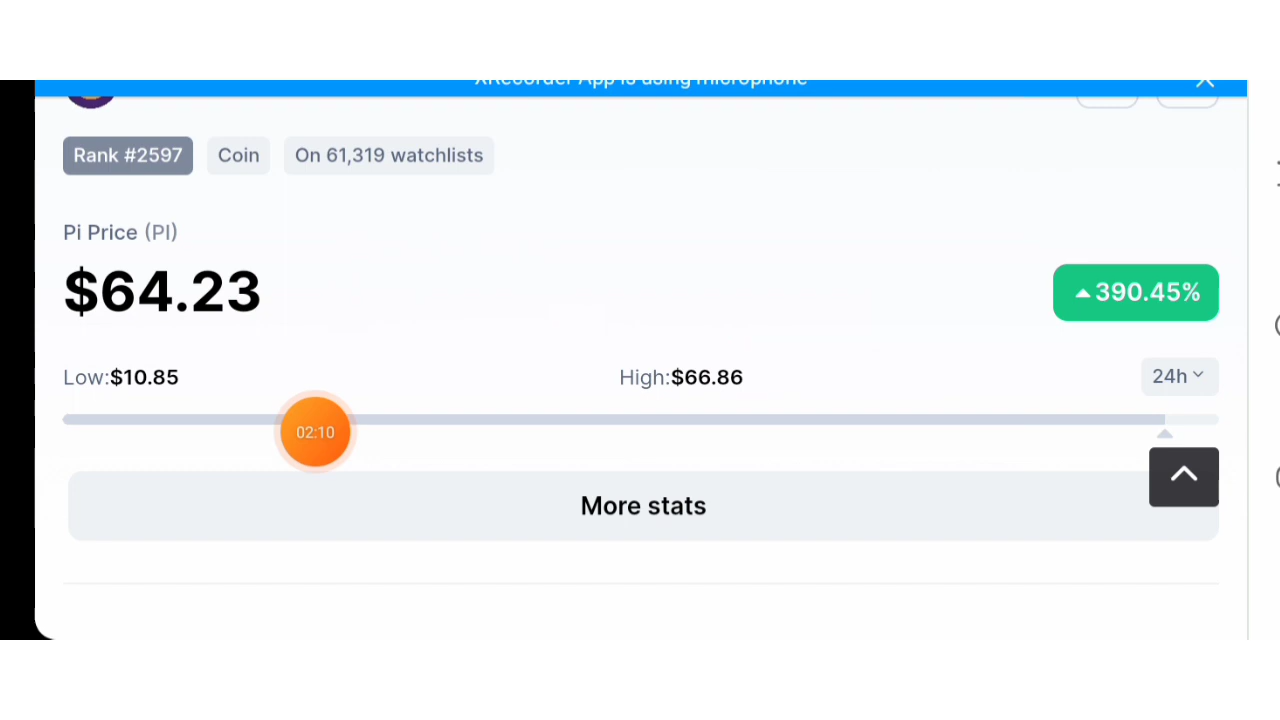 XRecorder App is using microphone
Rank #2597 Coin On 61,319 watchlists
Pi Price (PI)
$64.23 390.45%
Low:$10.85 High:$66.86 24h
02:10
More stats